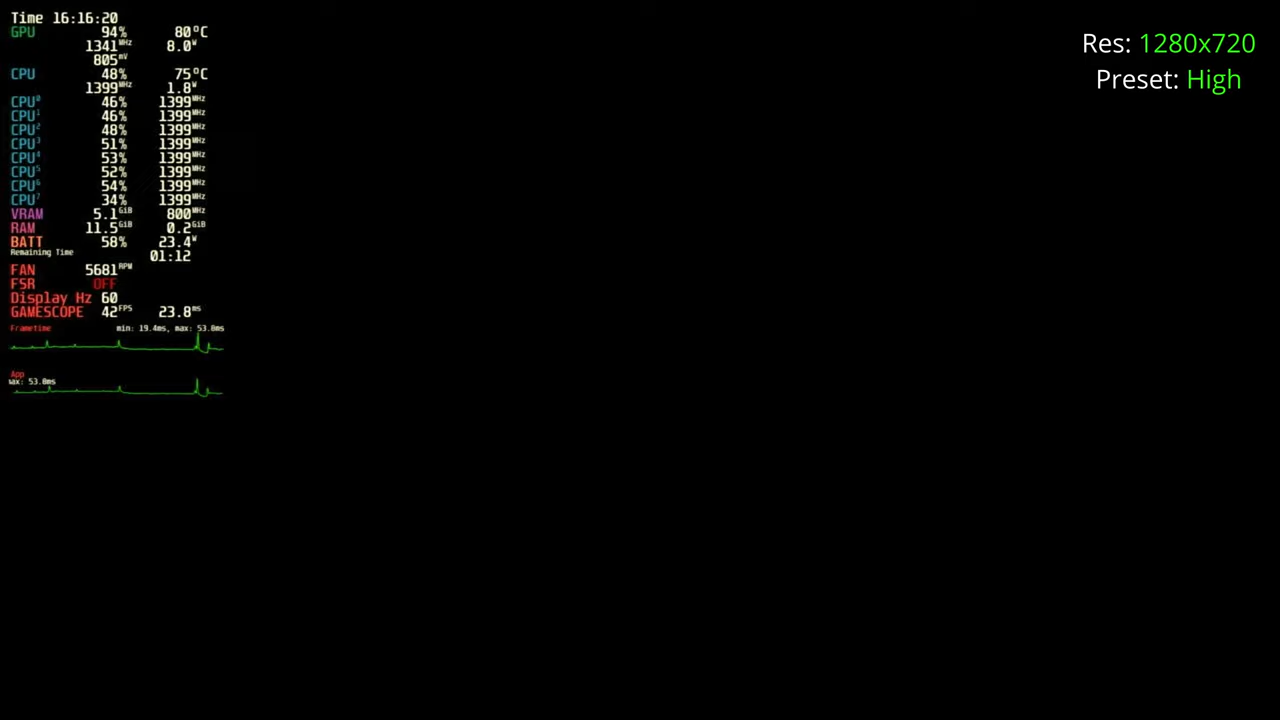 Time 16:16:20
GPU 94% 80°C
1341MHz 8.0W
805mV
CPU 48% 75°C
1399MHz 1.8W
CPU0 46% 1399MHz
CPU1 46% 1399MHz
CPU2 48% 1399MHz
CPU3 51% 1399MHz
CPU4 53% 1399MHz
CPU5 52% 1399MHz
CPU6 54% 1399MHz
CPU7 34% 1399MHz
VRAM 5.1GiB 800MHz
RAM 11.5GiB 0.2GiB
BATT 58% 23.4W
Remaining Time 01:12
FAN 5681RPM
FSR OFF
Display Hz 60
GAMESCOPE 42FPS 23.8ms
Frametime min: 19.4ms, max: 53.0ms
App
max: 53.0ms
Res: 1280x720
Preset: High